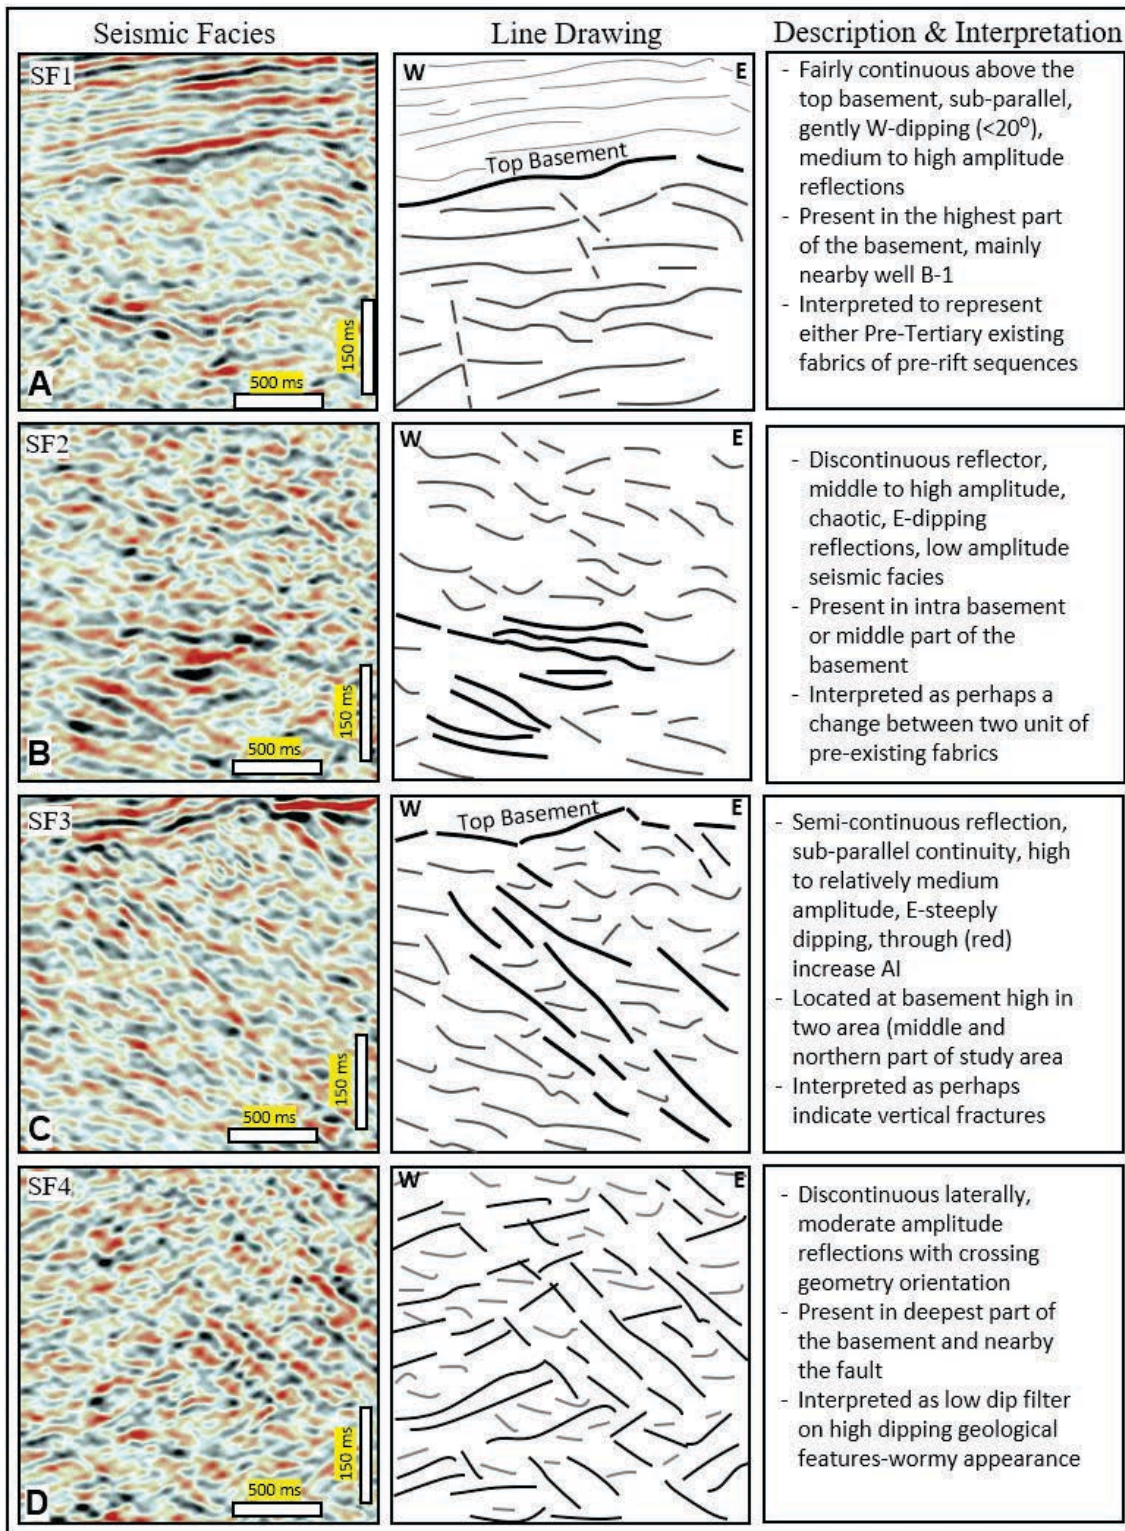 Seismic Facies
Line Drawing
Description & Interpretation
SF1
150 ms
500 ms
A
W
E
Top Basement
- Fairly continuous above the
top basement, sub-parallel,
gently W-dipping (<20⁰),
medium to high amplitude
reflections
- Present in the highest part
of the basement, mainly
nearby well B-1
- Interpreted to represent
either Pre-Tertiary existing
fabrics of pre-rift sequences
SF2
150 ms
500 ms
B
W
E
- Discontinuous reflector,
middle to high amplitude,
chaotic, E-dipping
reflections, low amplitude
seismic facies
- Present in intra basement
or middle part of the
basement
- Interpreted as perhaps a
change between two unit of
pre-existing fabrics
SF3
150 ms
500 ms
C
W
E
Top Basement
- Semi-continuous reflection,
sub-parallel continuity, high
to relatively medium
amplitude, E-steeply
dipping, through (red)
increase AI
- Located at basement high in
two area (middle and
northern part of study area
- Interpreted as perhaps
indicate vertical fractures
SF4
150 ms
500 ms
D
W
E
- Discontinuous laterally,
moderate amplitude
reflections with crossing
geometry orientation
- Present in deepest part of
the basement and nearby
the fault
- Interpreted as low dip filter
on high dipping geological
features-wormy appearance